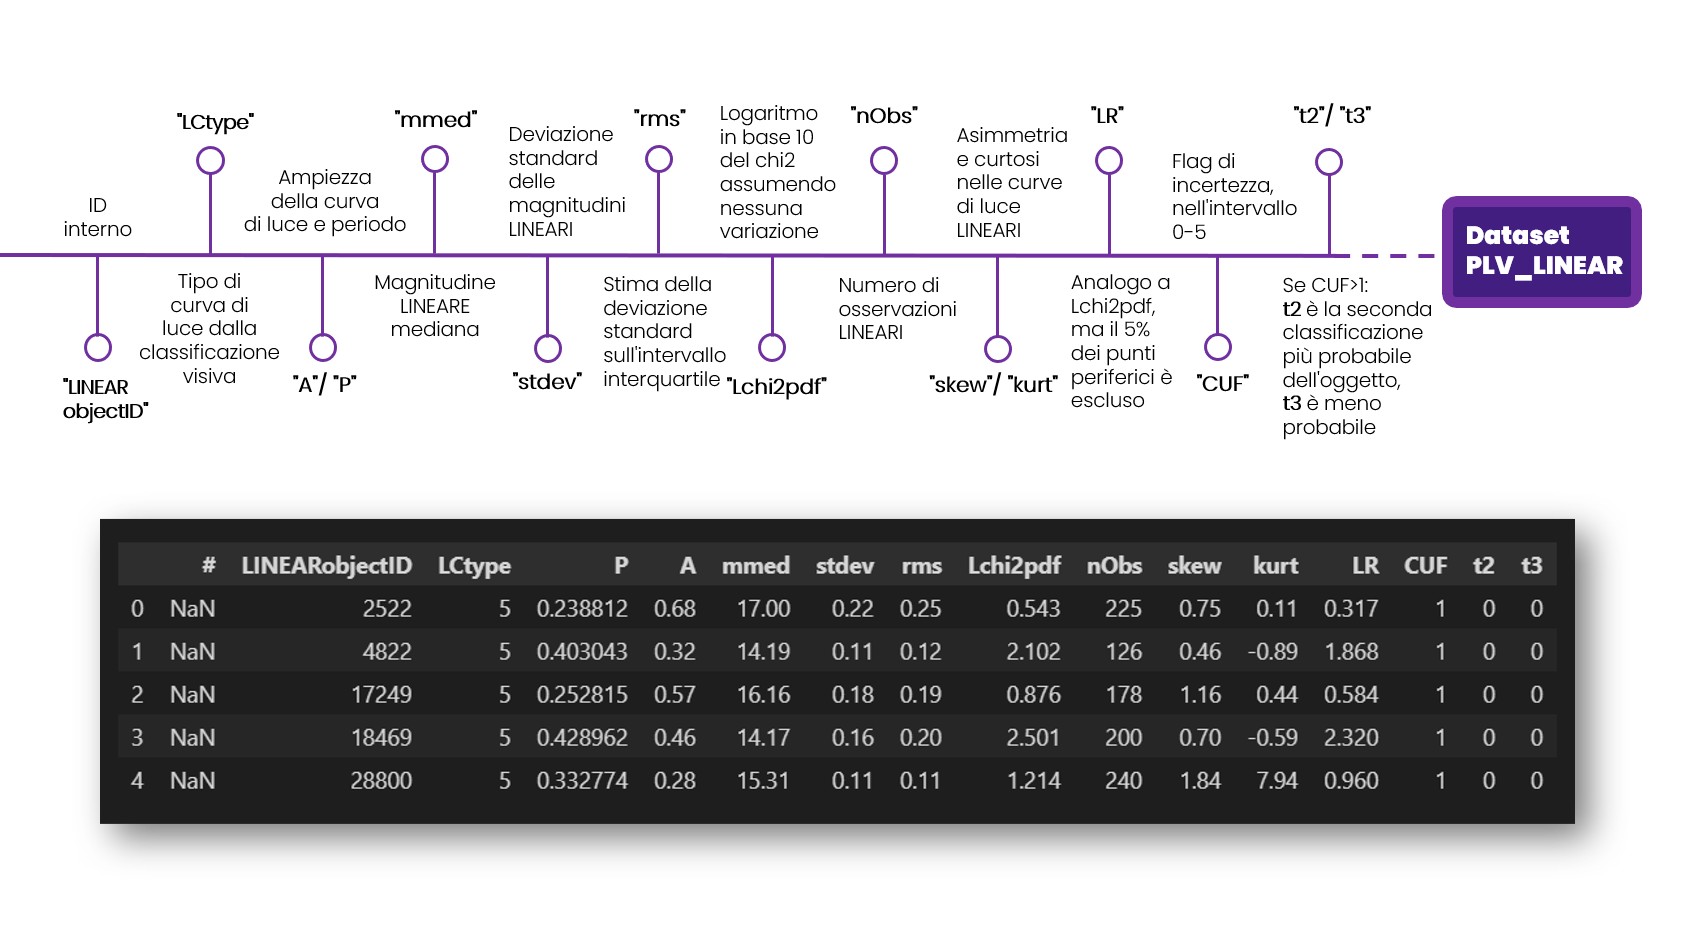 ID
interno
"LINEAR
objectID"
"LCtype"
Tipo di
curva di
luce dalla
classificazione
visiva
Ampiezza
della curva
di luce e periodo
"A"/ "P"
"mmed"
Magnitudine
LINEARE
mediana
Deviazione
standard
delle
magnitudini
LINEARI
"stdev"
"rms"
Stima della
deviazione
standard
sull'intervallo
interquartile
Logaritmo
in base 10
del chi2
assumendo
nessuna
variazione
"Lchi2pdf"
"nObs"
Numero di
osservazioni
LINEARI
Asimmetria
e curtosi
nelle curve
di luce
LINEARI
"skew"/ "kurt"
"LR"
Analogo a
Lchi2pdf,
ma il 5%
dei punti
periferici è
escluso
Flag di
incertezza,
nell'intervallo
0-5
"CUF"
"t2"/ "t3"
Se CUF>1:
t2 è la seconda
classificazione
più probabile
dell'oggetto,
t3 è meno
probabile
Dataset
PLV_LINEAR
# LINEARobjectID LCtype P A mmed stdev rms Lchi2pdf nObs skew kurt LR CUF t2 t3
0 NaN 2522 5 0.238812 0.68 17.00 0.22 0.25 0.543 225 0.75 0.11 0.317 1 0 0
1 NaN 4822 5 0.403043 0.32 14.19 0.11 0.12 2.102 126 0.46 -0.89 1.868 1 0 0
2 NaN 17249 5 0.252815 0.57 16.16 0.18 0.19 0.876 178 1.16 0.44 0.584 1 0 0
3 NaN 18469 5 0.428962 0.46 14.17 0.16 0.20 2.501 200 0.70 -0.59 2.320 1 0 0
4 NaN 28800 5 0.332774 0.28 15.31 0.11 0.11 1.214 240 1.84 7.94 0.960 1 0 0